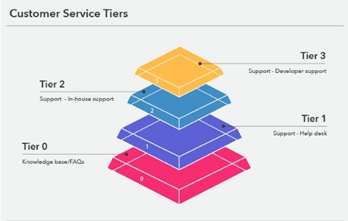 Customer Service Tiers
Tier 3
Support - Developer support
Tier 2
Support - In-house support
Tier 1
Support - Help desk
Tier 0
Knowledge base/FAQs
3
2
1
0